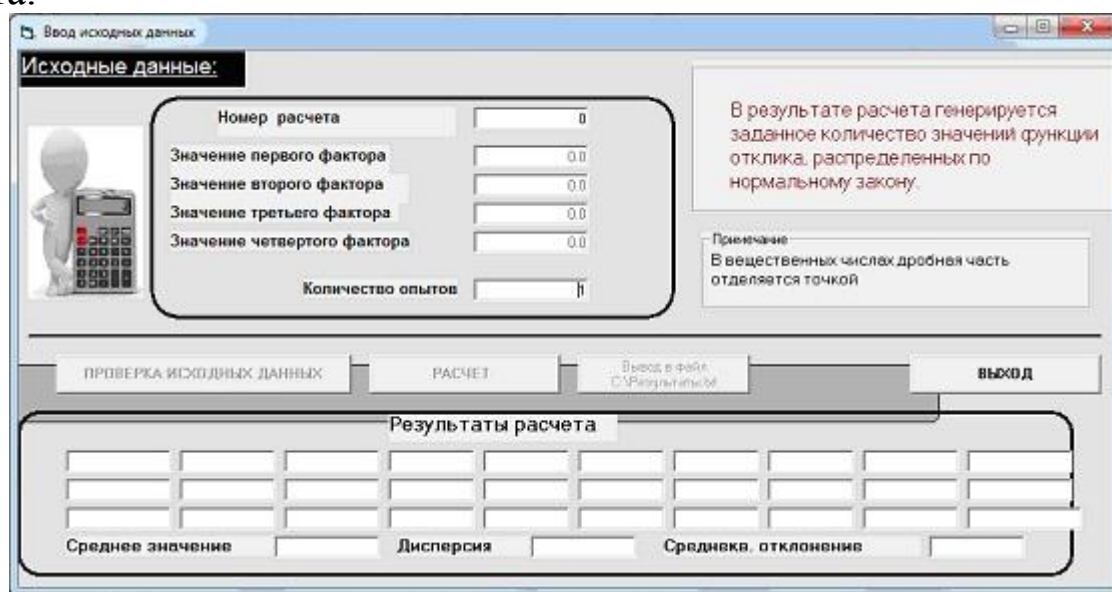 та.
Ввод исходных данных
Исходные данные:
Номер расчета 0
Значение первого фактора 0.0
Значение второго фактора 0.0
Значение третьего фактора 0.0
Значение четвертого фактора 0.0
Количество опытов 1
В результате расчета генерируется
заданное количество значений функции
отклика, распределенных по
нормальному закону.
Примечание
В вещественных числах дробная часть
отделяется точкой
ПРОВЕРКА ИСХОДНЫХ ДАННЫХ РАСЧЕТ Вывод в файл ВЫХОД
C:\Результаты.txt
Результаты расчета
Среднее значение Дисперсия Среднекв. отклонение